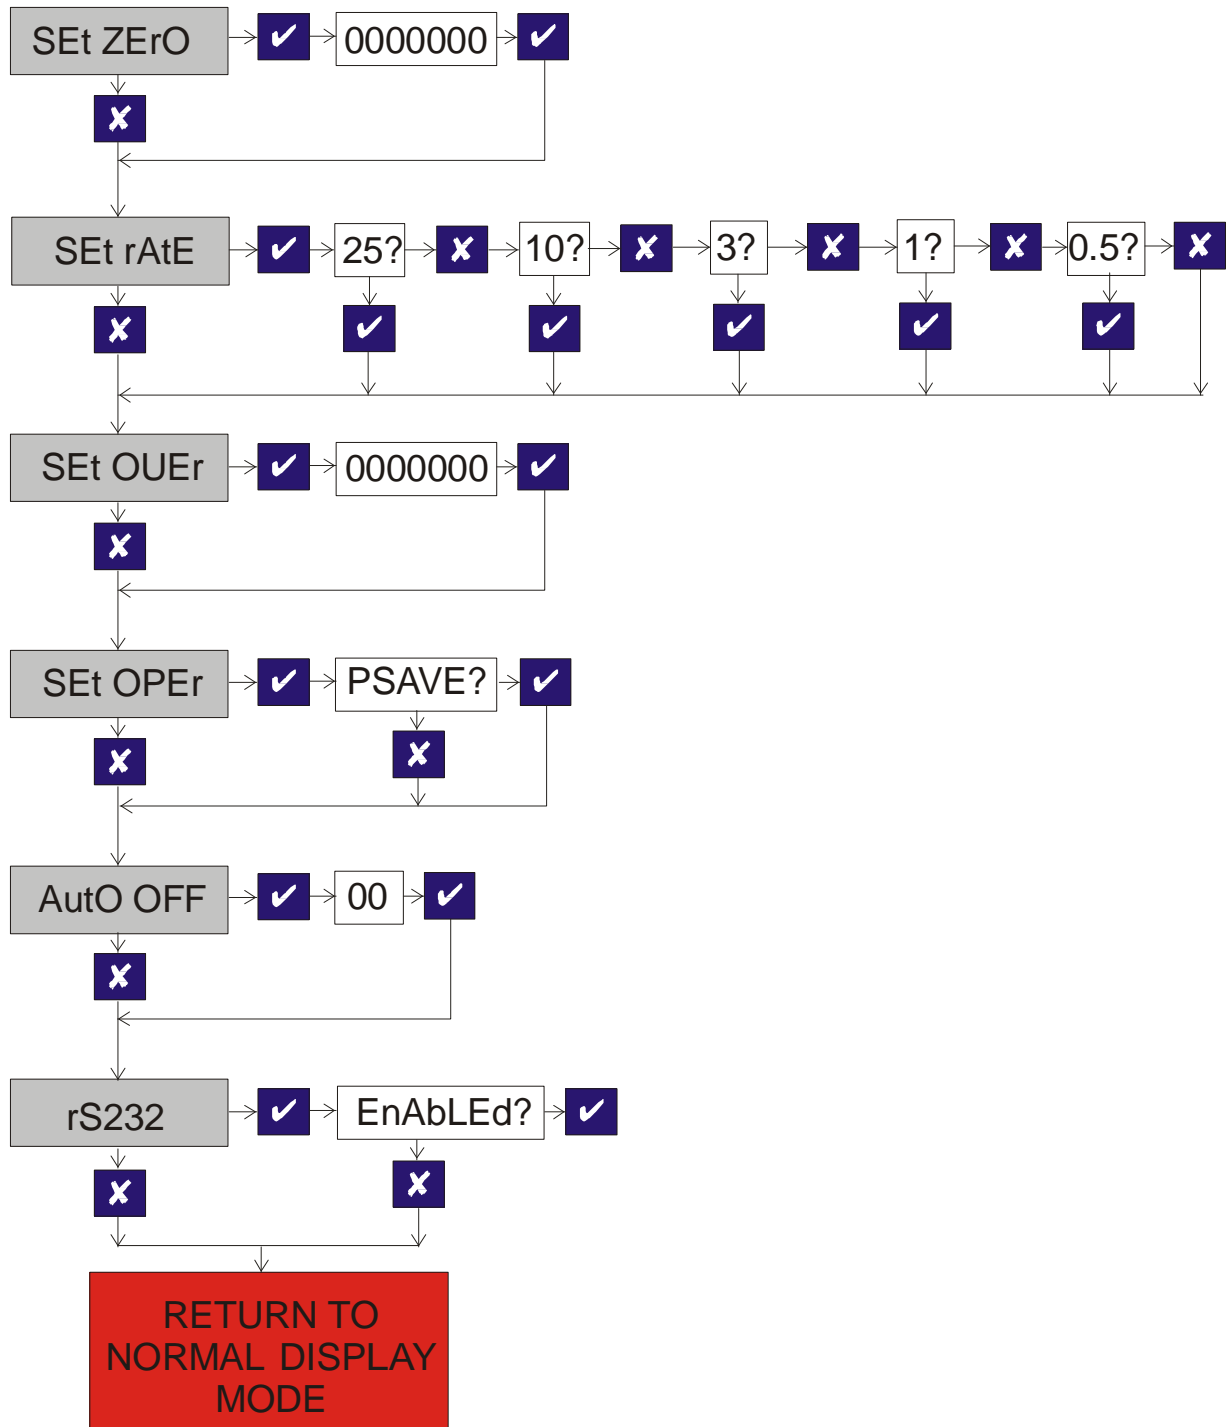 SEt ZErO ✔ 0000000 ✔
✘
SEt rAtE ✔ 25? ✘ 10? ✘ 3? ✘ 1? ✘ 0.5? ✘
✘ ✔ ✔ ✔ ✔ ✔
SEt OUEr ✔ 0000000 ✔
✘
SEt OPEr ✔ PSAVE? ✔
✘ ✘
AutO OFF ✔ 00 ✔
✘
rS232 ✔ EnAbLEd? ✔
✘ ✘
RETURN TO
NORMAL DISPLAY
MODE